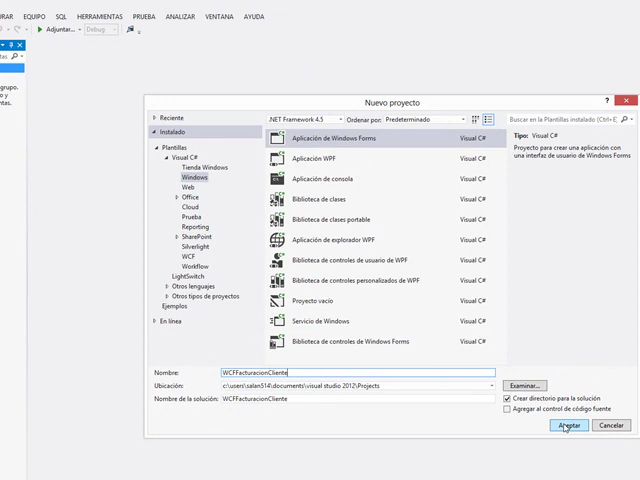 EQUIPO SQL HERRAMIENTAS PRUEBA ANALIZAR VENTANA AYUDA
Adjuntar... Debug
grupo.
o y
ntas.
Nuevo proyecto
Reciente
.NET Framework 4.5 Ordenar por: Predeterminado
Buscar en la Plantillas instalado (Ctrl+E)
Instalado
Plantillas
Visual C#
Tienda Windows
Windows
Web
Office
Cloud
Prueba
Reporting
SharePoint
Silverlight
WCF
Workflow
LightSwitch
Otros lenguajes
Otros tipos de proyectos
Ejemplos
En línea
Aplicación de Windows Forms Visual C#
Aplicación WPF Visual C#
Aplicación de consola Visual C#
Biblioteca de clases Visual C#
Biblioteca de clases portable Visual C#
Aplicación de explorador WPF Visual C#
Biblioteca de controles de usuario de WPF Visual C#
Biblioteca de controles personalizados de WPF Visual C#
Proyecto vacío Visual C#
Servicio de Windows Visual C#
Biblioteca de controles de Windows Forms Visual C#
Tipo: Visual C#
Proyecto para crear una aplicación con
una interfaz de usuario de Windows Forms
Nombre: WCFFacturacionCliente
Ubicación: c:\users\salan514\documents\visual studio 2012\Projects Examinar...
Nombre de la solución: WCFFacturacionCliente
Crear directorio para la solución
Agregar al control de código fuente
Aceptar Cancelar